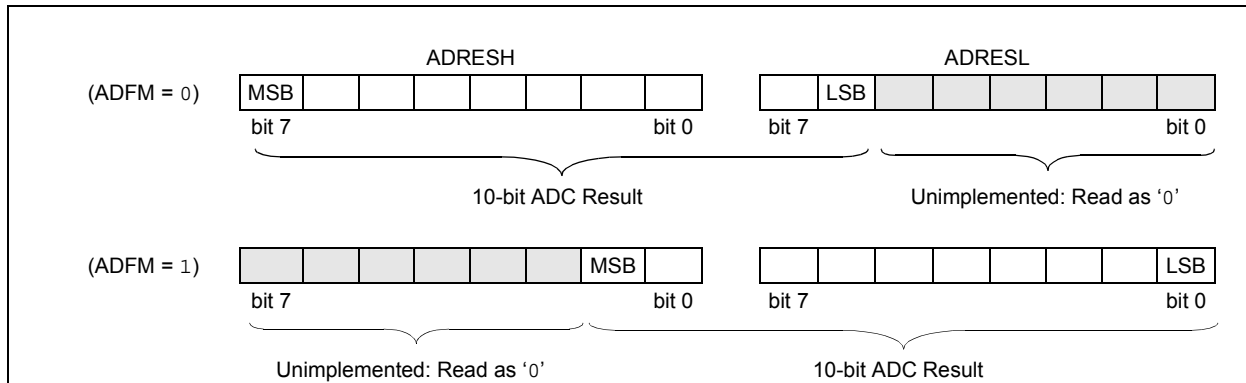 ADRESH ADRESL
(ADFM = 0) MSB LSB
bit 7 bit 0 bit 7 bit 0
10-bit ADC Result Unimplemented: Read as ‘0’
(ADFM = 1) MSB LSB
bit 7 bit 0 bit 7 bit 0
Unimplemented: Read as ‘0’ 10-bit ADC Result